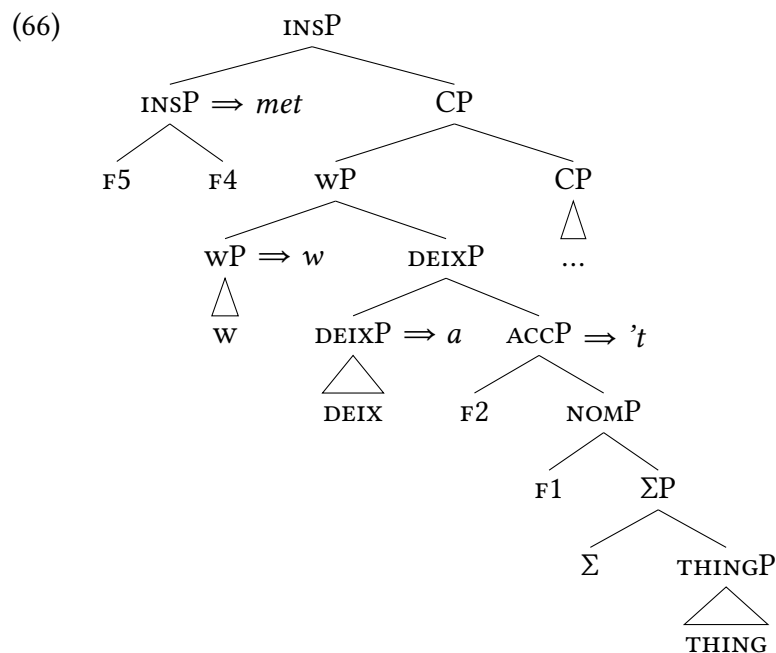 (66) INSP
INSP ⇒ met CP
F5 F4 WP CP
WP ⇒ w DEIXP ...
W DEIXP ⇒ a ACCP ⇒ 't
DEIX F2 NOMP
F1 ΣP
Σ THINGP
THING